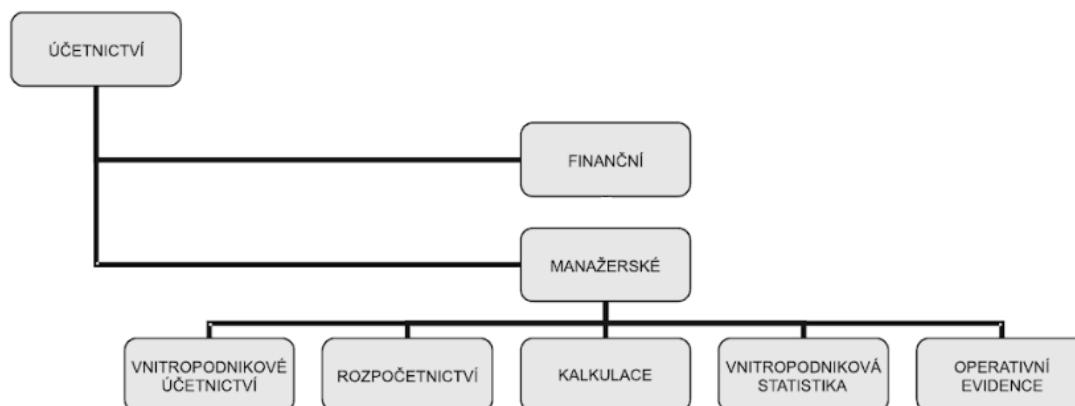 ÚČETNICTVÍ
FINANČNÍ
MANAŽERSKÉ
VNITROPODNIKOVÉ
ÚČETNICTVÍ
ROZPOČETNICTVÍ
KALKULACE
VNITROPODNIKOVÁ
STATISTIKA
OPERATIVNÍ
EVIDENCE